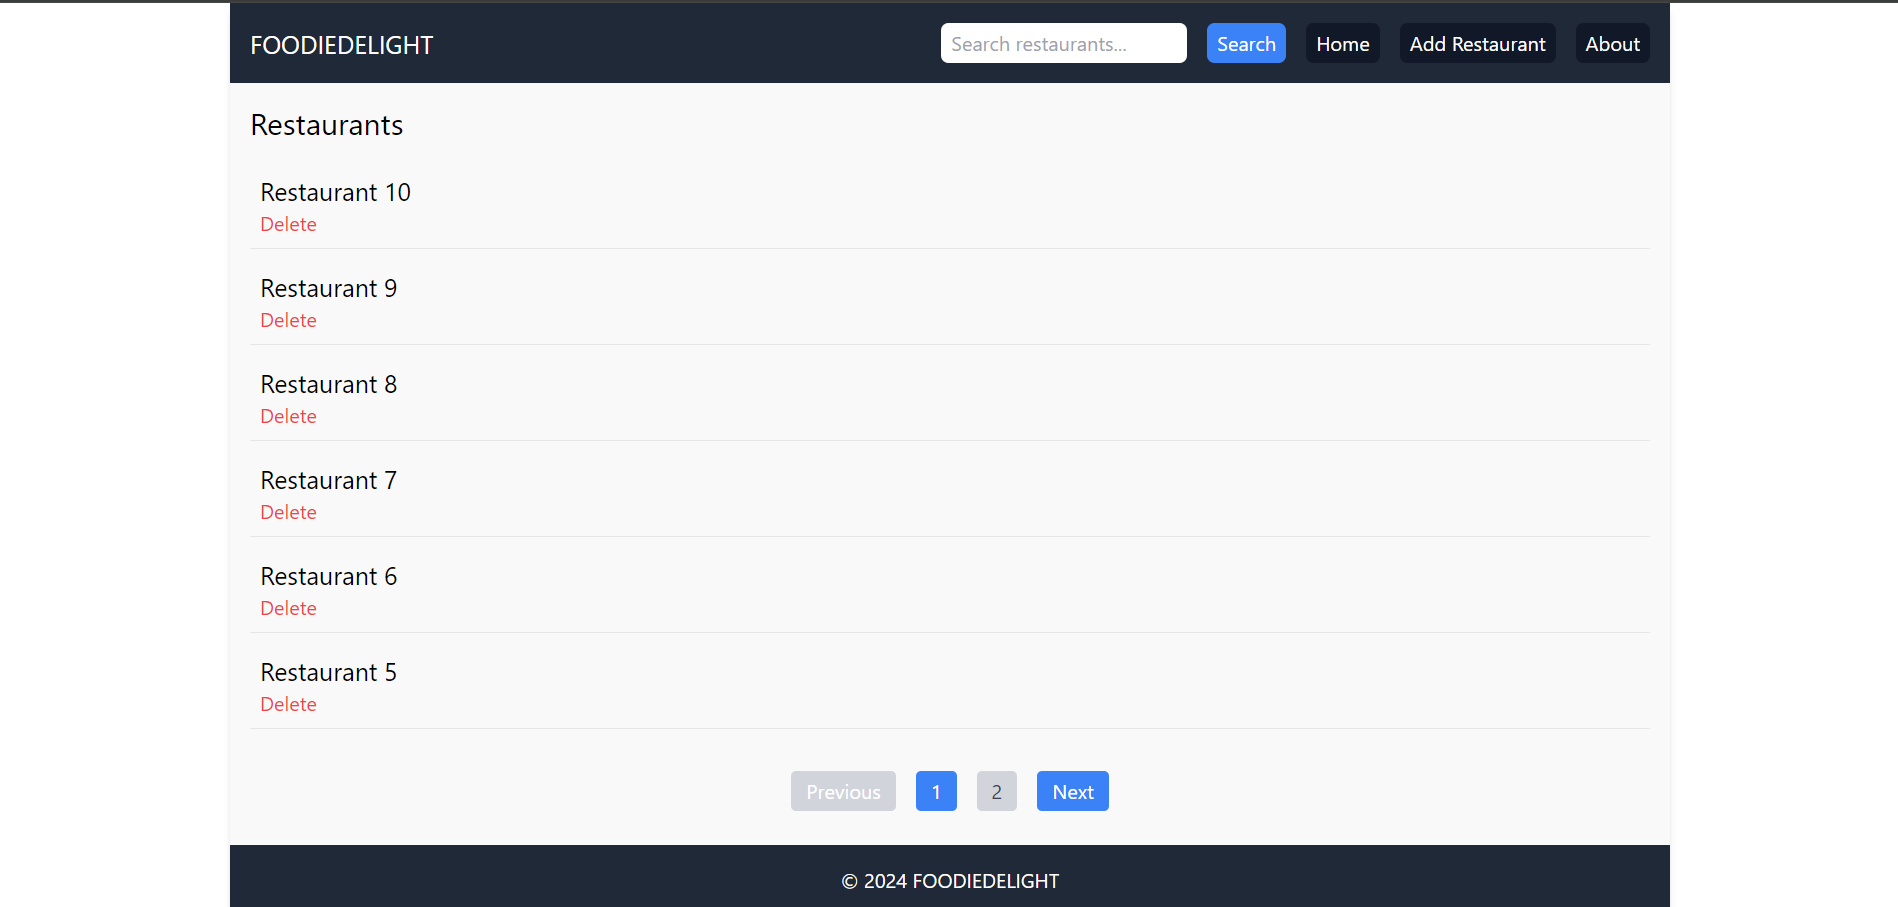 FOODIEDELIGHT Search restaurants... Search Home Add Restaurant About
Restaurants
Restaurant 10
Delete
Restaurant 9
Delete
Restaurant 8
Delete
Restaurant 7
Delete
Restaurant 6
Delete
Restaurant 5
Delete
Previous 1 2 Next
© 2024 FOODIEDELIGHT